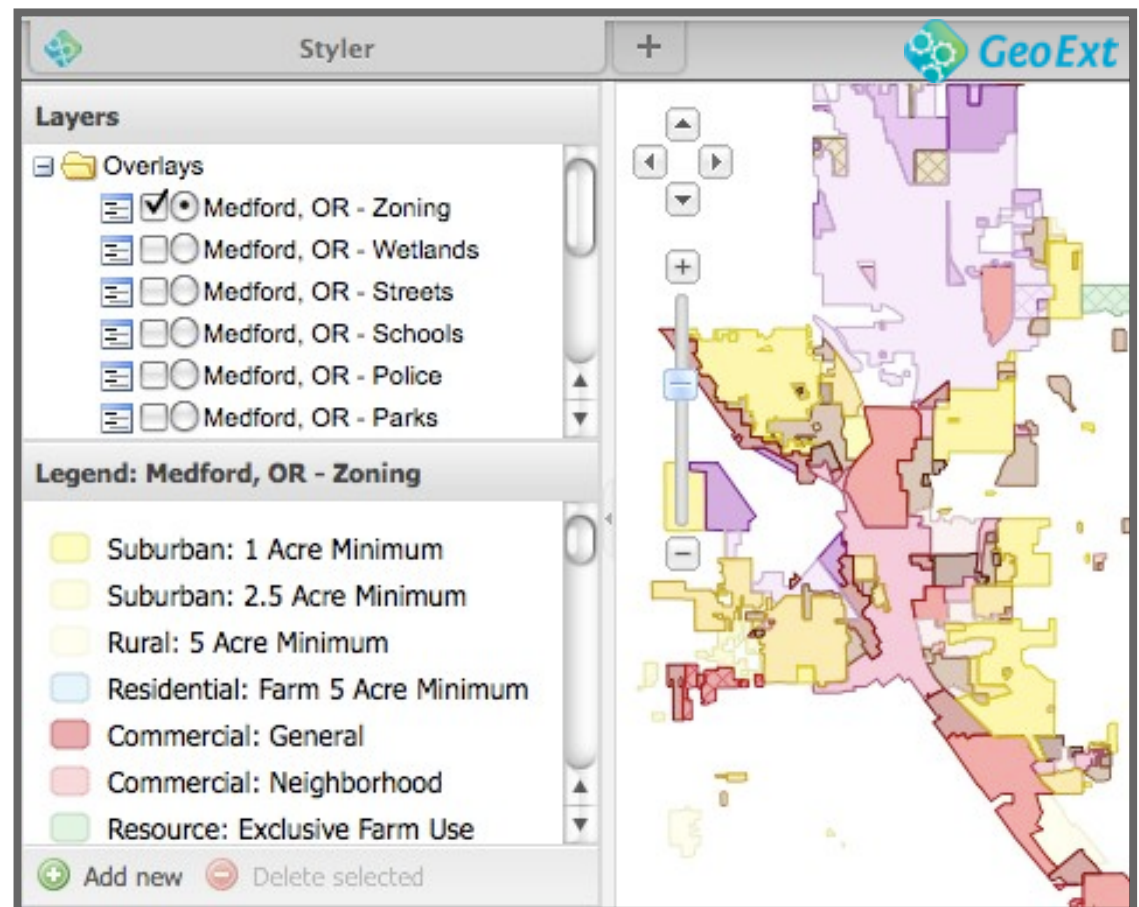 Styler
+
GeoExt
Layers
Overlays
Medford, OR - Zoning
Medford, OR - Wetlands
Medford, OR - Streets
Medford, OR - Schools
Medford, OR - Police
Medford, OR - Parks
Legend: Medford, OR - Zoning
Suburban: 1 Acre Minimum
Suburban: 2.5 Acre Minimum
Rural: 5 Acre Minimum
Residential: Farm 5 Acre Minimum
Commercial: General
Commercial: Neighborhood
Resource: Exclusive Farm Use
Add new Delete selected